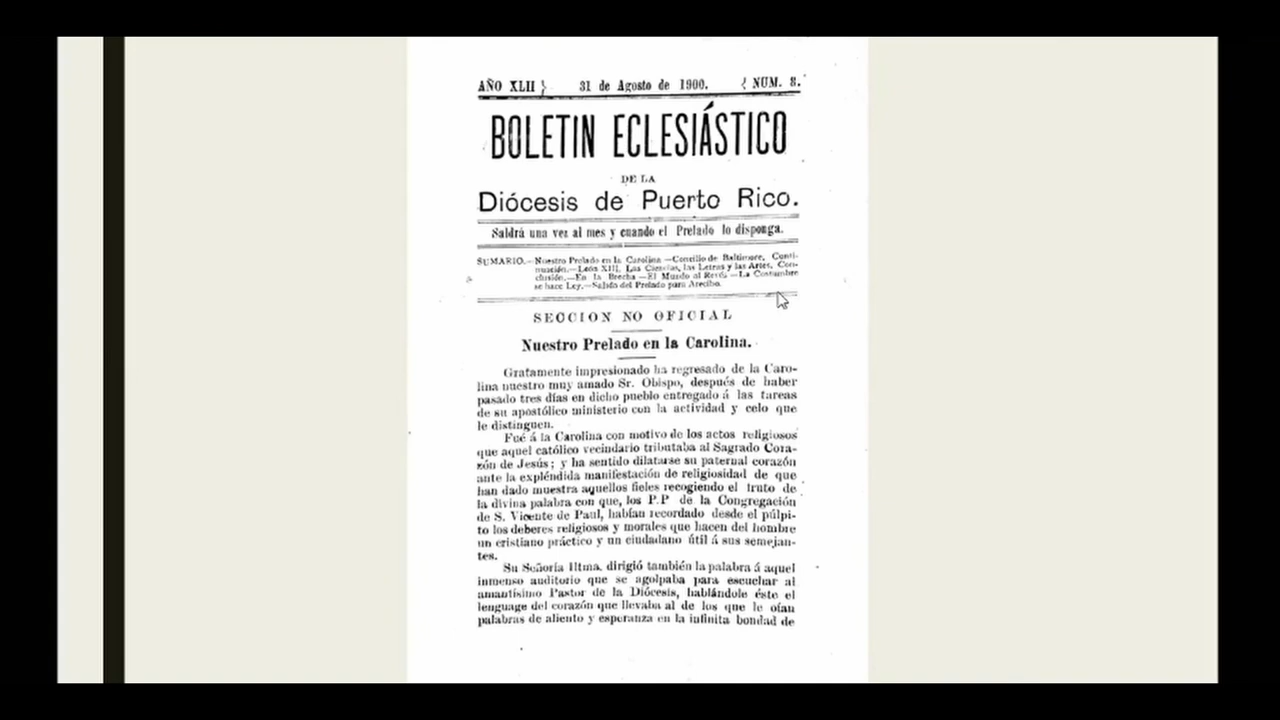 AÑO XLII } 31 de Agosto de 1900. { NUM. 8.
BOLETIN ECLESIÁSTICO
DE LA
Diócesis de Puerto Rico.
Saldrá una vez al mes y cuando el Prelado lo disponga.
SUMARIO.—Nuestro Prelado en la Carolina —Concilio de Baltimore, Conti-
nuación.—León XIII, Las Ciencias, las Letras y las Artes, Con-
clusión.—En la Brecha —El Mundo al Revés —La Costumbre
se hace Ley.—Salida del Prelado para Arecibo.
SECCION NO OFICIAL
Nuestro Prelado en la Carolina.
Gratamente impresionado ha regresado de la Caro-
lina nuestro muy amado Sr. Obispo, después de haber
pasado tres días en dicho pueblo entregado á las tareas
de su apostólico ministerio con la actividad y celo que
le distinguen.
Fué á la Carolina con motivo de los actos religiosos
que aquel católico vecindario tributaba al Sagrado Cora-
zón de Jesús; y ha sentido dilatarse su paternal corazón
ante la expléndida manifestación de religiosidad de que
han dado muestra aquellos fieles recogiendo el fruto de
la divina palabra con que, los P.P de la Congregación
de S. Vicente de Paul, habían recordado desde el púlpi-
to los deberes religiosos y morales que hacen del hombre
un cristiano práctico y un ciudadano útil á sus semejan-
tes.
Su Señoría Iltma. dirigió también la palabra á aquel
inmenso auditorio que se agolpaba para escuchar al
amantísimo Pastor de la Diócesis, hablándole éste el
lenguage del corazón que llevaba al de los que le oían
palabras de aliento y esperanza en la infinita bondad de